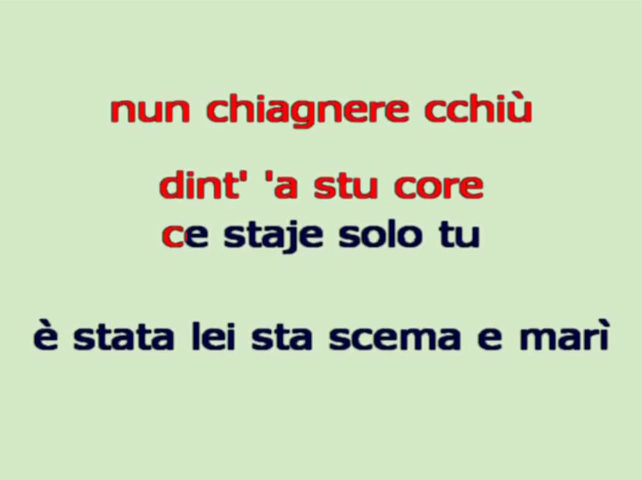 nun chiagnere cchiù
dint' 'a stu core
ce staje solo tu
è stata lei sta scema e marì